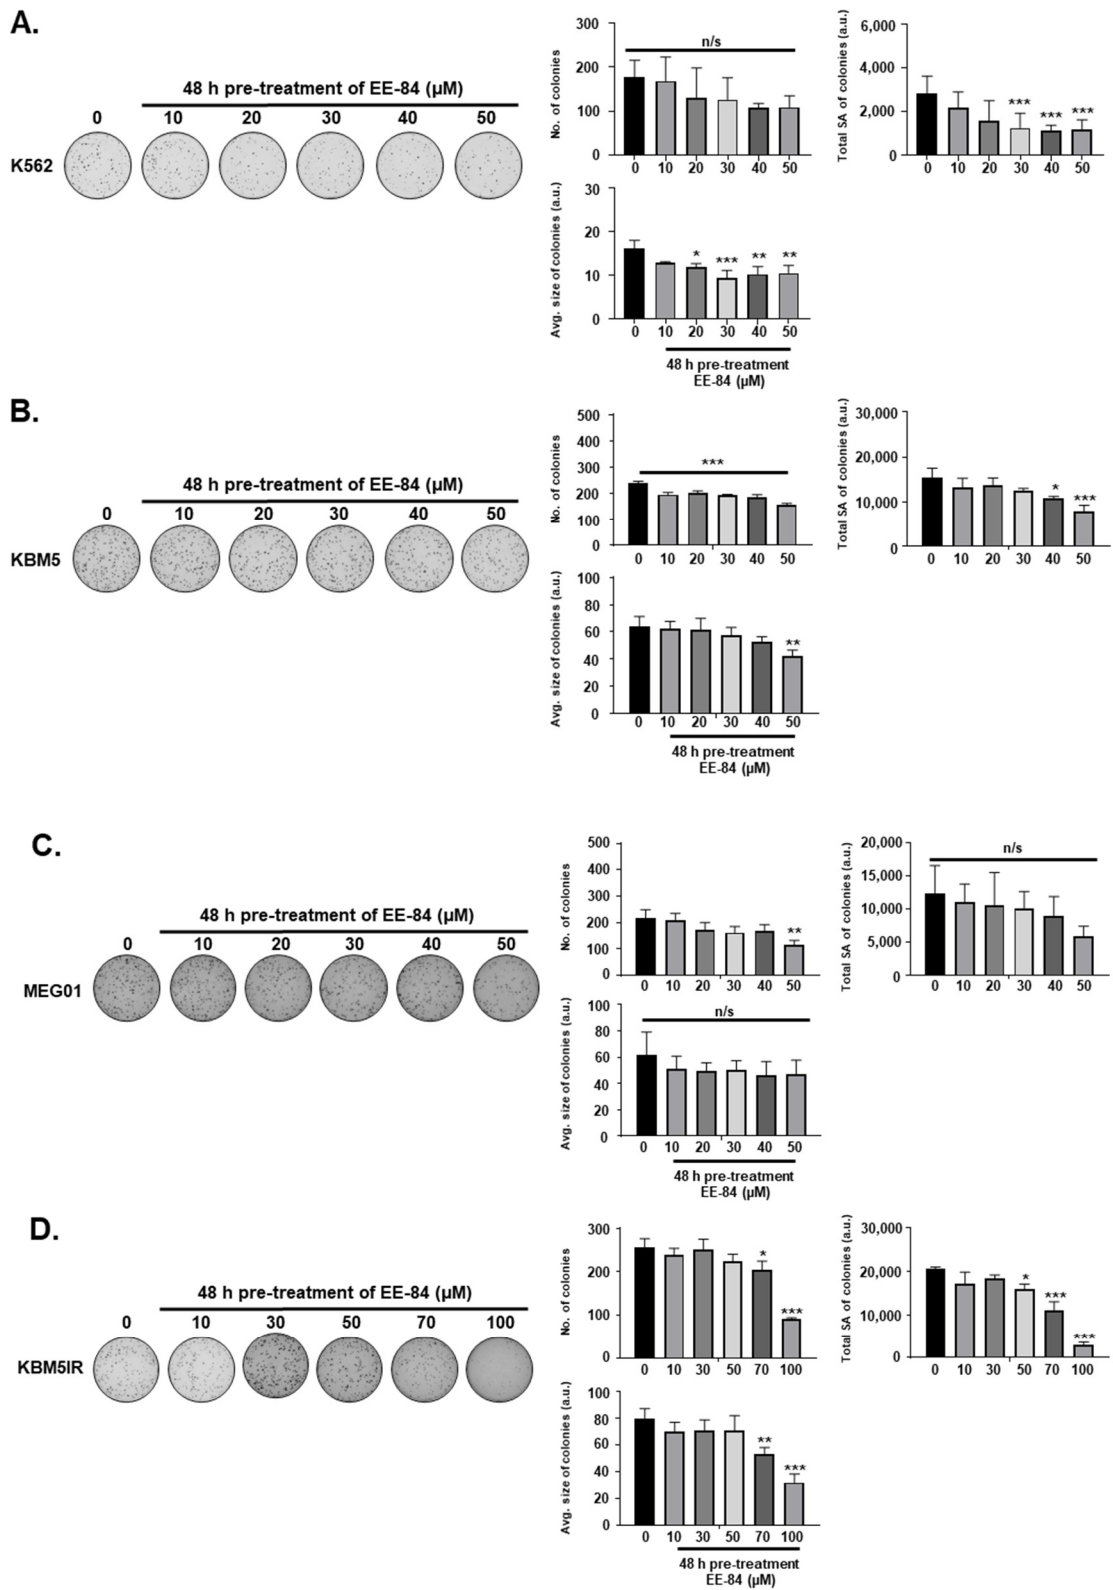 A.
48 h pre-treatment of EE-84 (µM)
0 10 20 30 40 50
K562
No. of colonies
300
200
100
0
n/s
0 10 20 30 40 50
Total SA of colonies (a.u.)
6,000
4,000
2,000
0
*** *** ***
0 10 20 30 40 50
Avg. size of colonies (a.u.)
30
20
10
0
* *** ** **
0 10 20 30 40 50
48 h pre-treatment
EE-84 (µM)
B.
48 h pre-treatment of EE-84 (µM)
0 10 20 30 40 50
KBM5
No. of colonies
500
400
300
200
100
0
***
0 10 20 30 40 50
Total SA of colonies (a.u.)
30,000
20,000
10,000
0
* ***
0 10 20 30 40 50
Avg. size of colonies (a.u.)
100
80
60
40
20
0
**
0 10 20 30 40 50
48 h pre-treatment
EE-84 (µM)
C.
48 h pre-treatment of EE-84 (µM)
0 10 20 30 40 50
MEG01
No. of colonies
500
400
300
200
100
0
**
0 10 20 30 40 50
Total SA of colonies (a.u.)
20,000
15,000
10,000
5,000
0
n/s
0 10 20 30 40 50
Avg. size of colonies (a.u.)
100
80
60
40
20
0
n/s
0 10 20 30 40 50
48 h pre-treatment
EE-84 (µM)
D.
48 h pre-treatment of EE-84 (µM)
0 10 30 50 70 100
KBM5IR
No. of colonies
300
200
100
0
* ***
0 10 30 50 70 100
Total SA of colonies (a.u.)
30,000
20,000
10,000
0
* *** ***
0 10 30 50 70 100
Avg. size of colonies (a.u.)
100
80
60
40
20
0
** ***
0 10 30 50 70 100
48 h pre-treatment
EE-84 (µM)